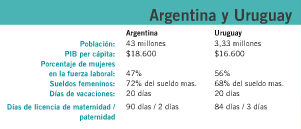 Argentina y Uruguay
Argentina Uruguay
Población: 43 millones 3,33 millones
PIB per cápita: $18.600 $16.600
Porcentaje de mujeres
en la fuerza laboral: 47% 56%
Sueldos femeninos: 72% del sueldo mas. 68% del sueldo mas.
Días de vacaciones: 20 días 20 días
Días de licencia de maternidad / 90 días / 2 días 84 días / 3 días
paternidad